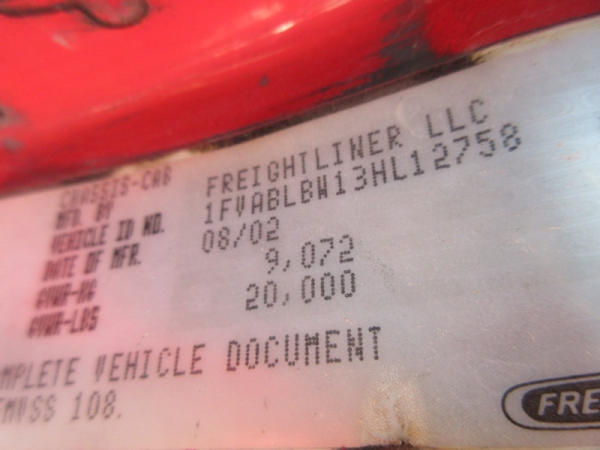 CHASSIS-CAB
MFD. BY FREIGHTLINER LLC
VEHICLE ID NO. 1FVABLBW13HL12758
DATE OF MFR. 08/02
GVWR-KG 9,072
GVWR-LBS 20,000
MPLETE VEHICLE DOCUMENT
FMVSS 108.
FRE